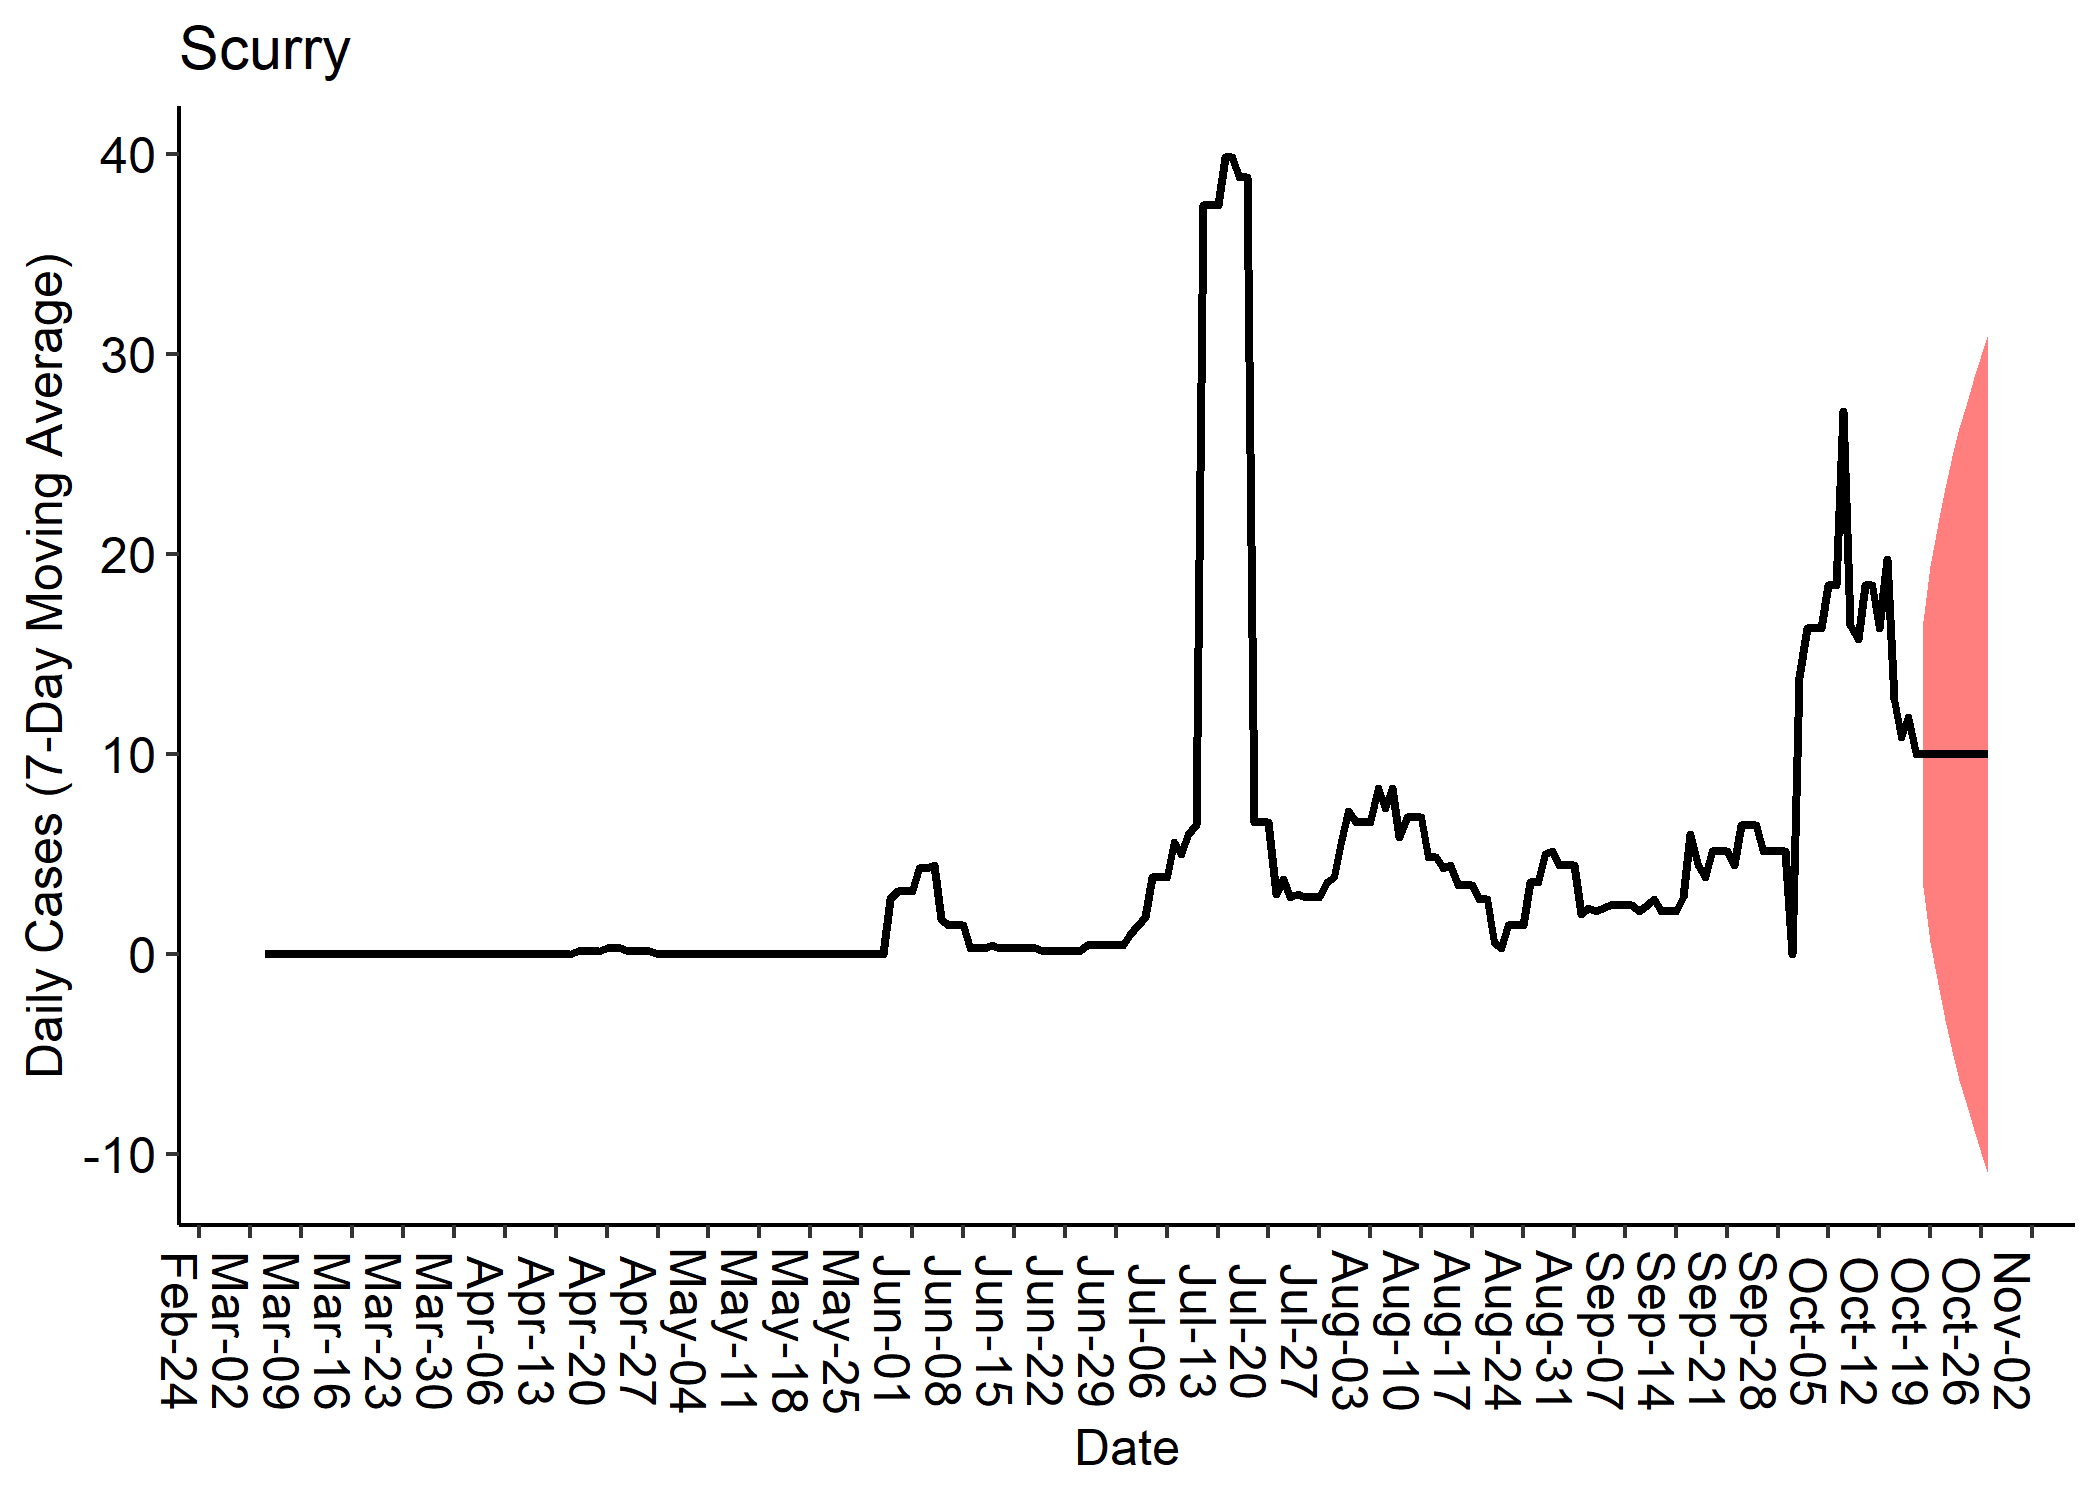 Scurry
Daily Cases (7-Day Moving Average)
40
30
20
10
0
-10
Feb-24
Mar-02
Mar-09
Mar-16
Mar-23
Mar-30
Apr-06
Apr-13
Apr-20
Apr-27
May-04
May-11
May-18
May-25
Jun-01
Jun-08
Jun-15
Jun-22
Jun-29
Jul-06
Jul-13
Jul-20
Jul-27
Aug-03
Aug-10
Aug-17
Aug-24
Aug-31
Sep-07
Sep-14
Sep-21
Sep-28
Oct-05
Oct-12
Oct-19
Oct-26
Nov-02
Date